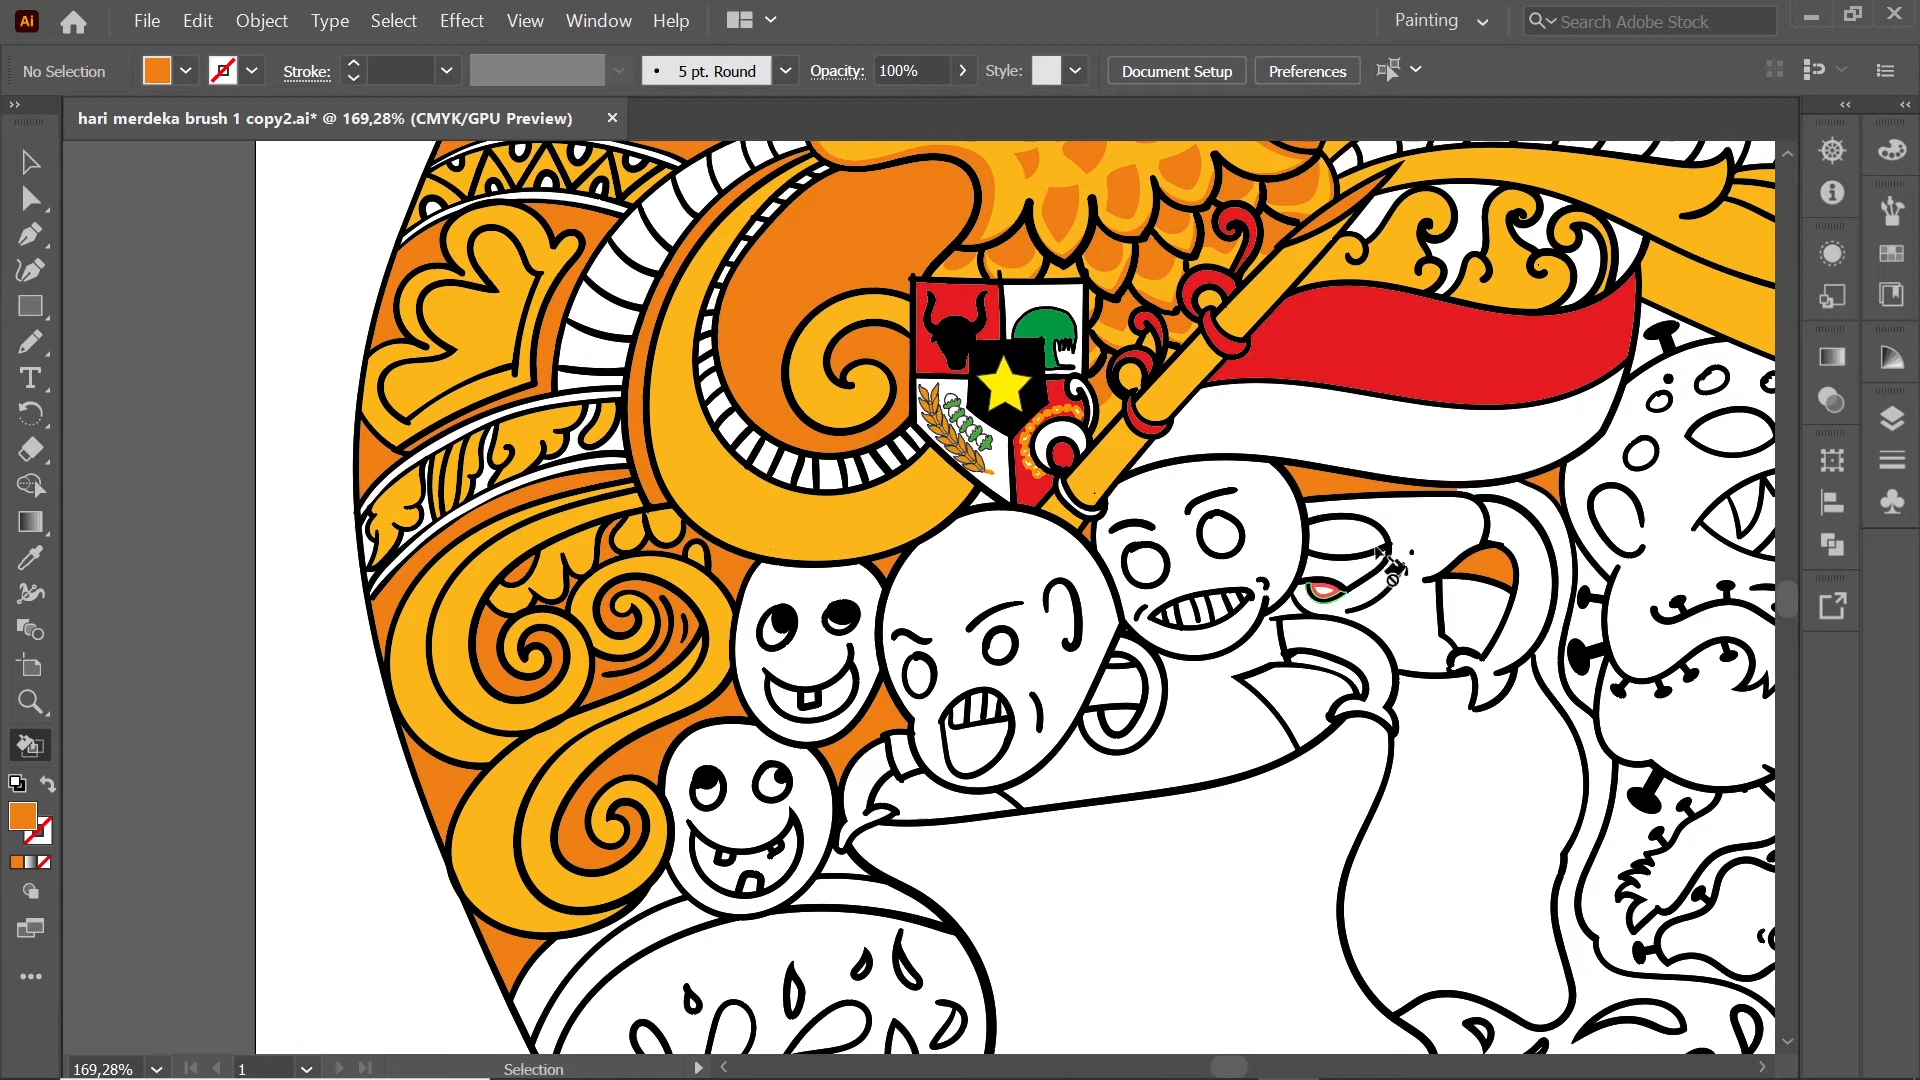 Ai File Edit Object Type Select Effect View Window Help Painting Search Adobe Stock
No Selection Stroke: 5 pt. Round Opacity: 100% Style: Document Setup Preferences
hari merdeka brush 1 copy2.ai* @ 169,28% (CMYK/GPU Preview)
169,28% 1 Selection